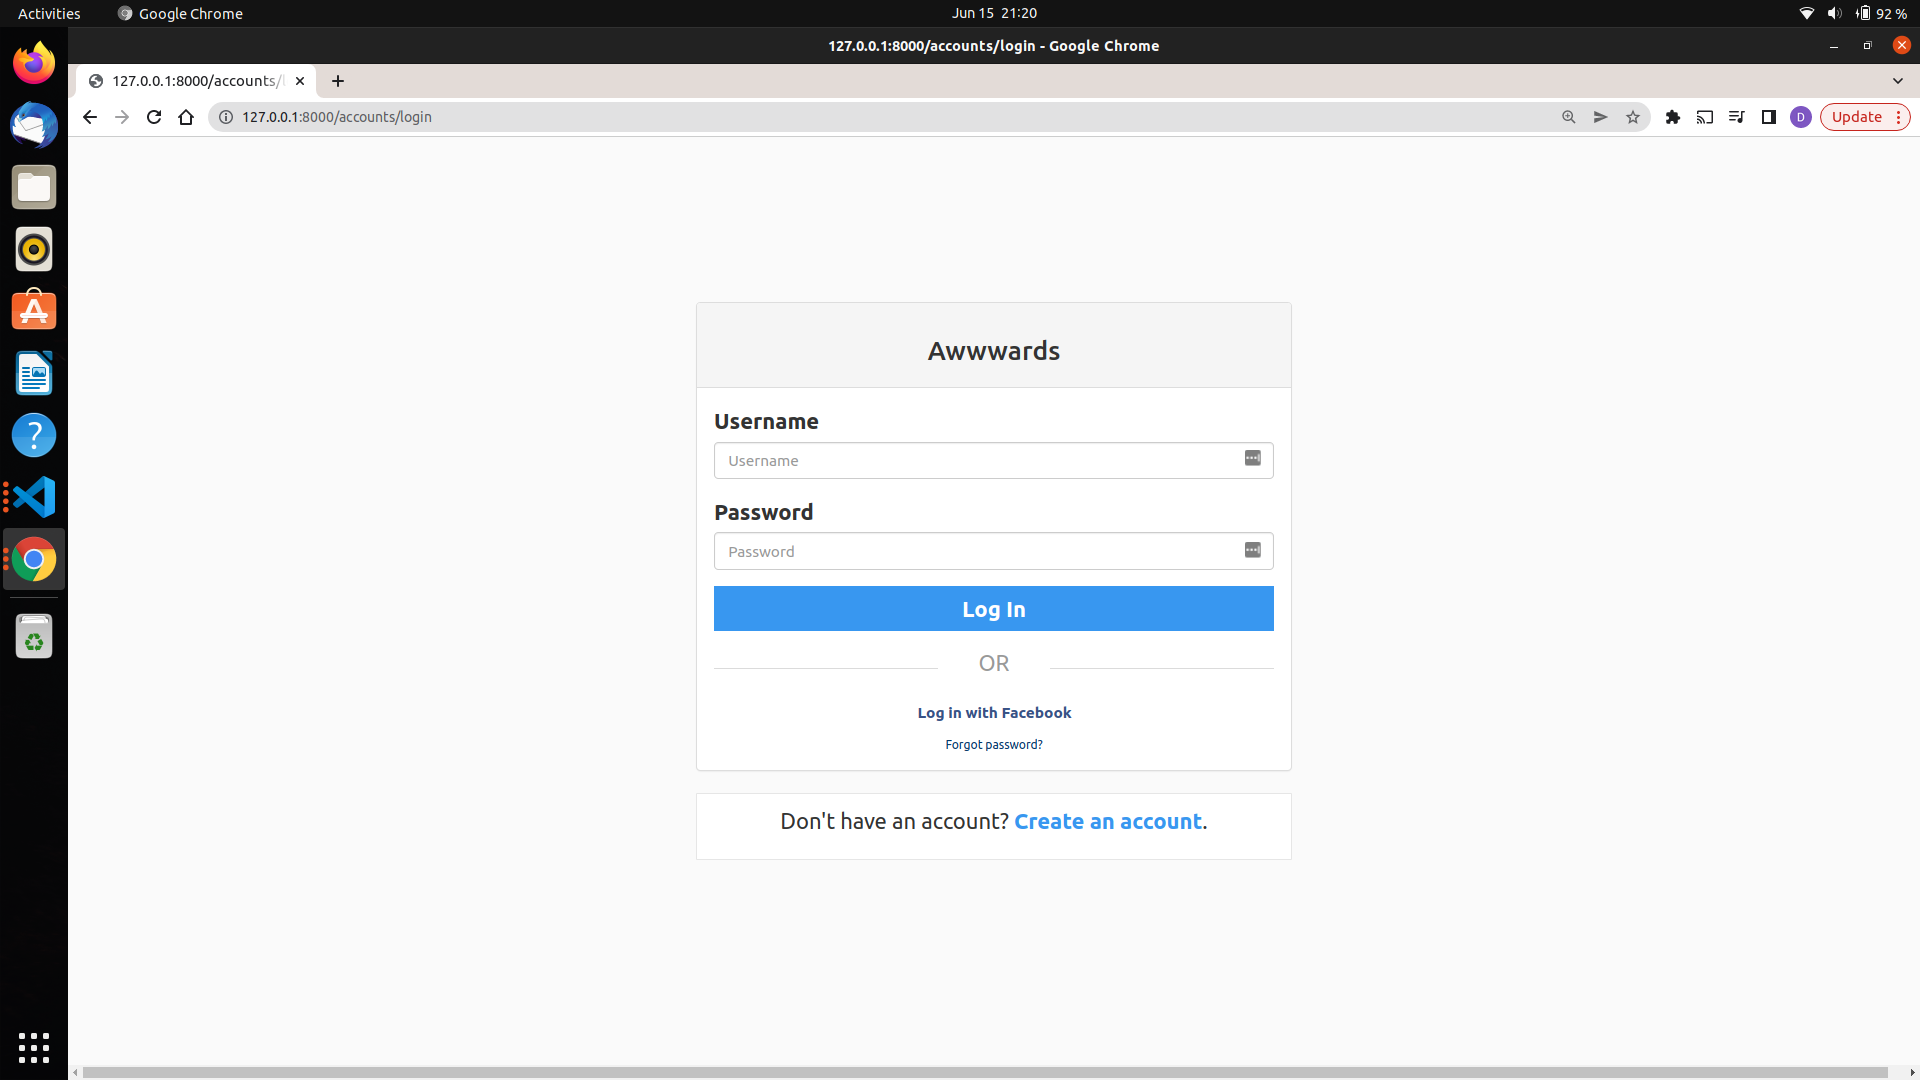 Activities
Google Chrome
Jun 15 21:20
92 %
127.0.0.1:8000/accounts/login - Google Chrome
127.0.0.1:8000/accounts/l
127.0.0.1:8000/accounts/login
D
Update
Awwwards
Username
Username
Password
Password
Log In
OR
Log in with Facebook
Forgot password?
Don't have an account? Create an account.